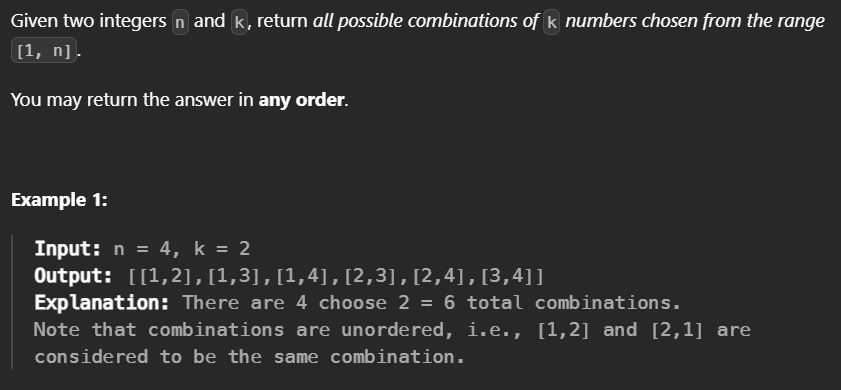 Given two integers n and k, return all possible combinations of k numbers chosen from the range
[1, n].
You may return the answer in any order.
Example 1:
Input: n = 4, k = 2
Output: [[1,2],[1,3],[1,4],[2,3],[2,4],[3,4]]
Explanation: There are 4 choose 2 = 6 total combinations.
Note that combinations are unordered, i.e., [1,2] and [2,1] are
considered to be the same combination.